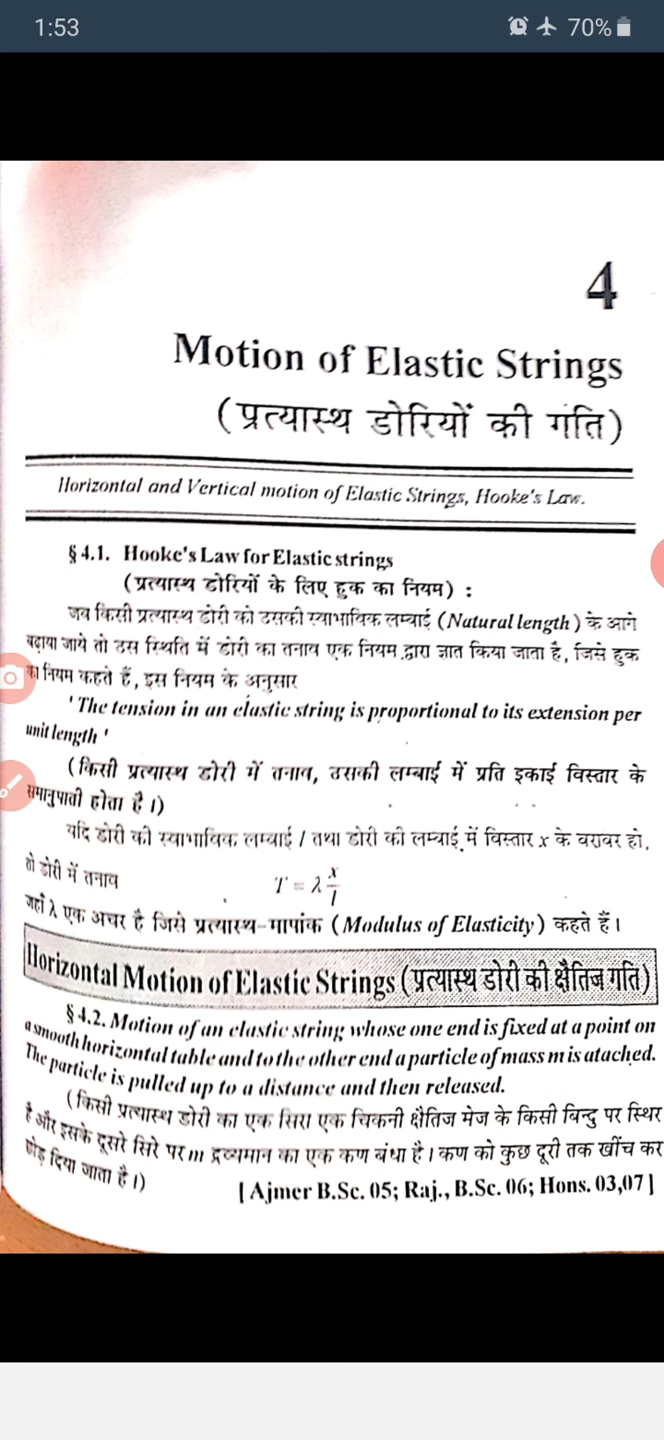 1:53
70%
4
Motion of Elastic Strings
(प्रत्यास्थ डोरियों की गति)
Horizontal and Vertical motion of Elastic Strings, Hooke's Law.
§ 4.1. Hooke's Law for Elastic strings
(प्रत्यास्थ डोरियों के लिए हुक का नियम) :
जब किसी प्रत्यास्थ डोरी को उसकी स्वाभाविक लम्बाई (Natural length) के आगे
बढ़ाया जाये तो उस स्थिति में डोरी का तनाव एक नियम द्वारा ज्ञात किया जाता है, जिसे हुक
का नियम कहते हैं, इस नियम के अनुसार
' The tension in an elastic string is proportional to its extension per
unit length '
(किसी प्रत्यास्थ डोरी में तनाव, उसकी लम्बाई में प्रति इकाई विस्तार के
समानुपाती होता है।)
यदि डोरी की स्वाभाविक लम्बाई l तथा डोरी की लम्बाई में विस्तार x के बराबर हो,
तो डोरी में तनाव T = λ x/l
जहाँ λ एक अचर है जिसे प्रत्यास्थ-मापांक (Modulus of Elasticity) कहते हैं।
Horizontal Motion of Elastic Strings (प्रत्यास्थ डोरी की क्षैतिज गति)
§ 4.2. Motion of an elastic string whose one end is fixed at a point on
a smooth horizontal table and to the other end a particle of mass m is atached.
The particle is pulled up to a distance and then released.
(किसी प्रत्यास्थ डोरी का एक सिरा एक चिकनी क्षैतिज मेज के किसी बिन्दु पर स्थिर
है और इसके दूसरे सिरे पर m द्रव्यमान का एक कण बंधा है। कण को कुछ दूरी तक खींच कर
छोड़ दिया जाता है।)
[ Ajmer B.Sc. 05; Raj., B.Sc. 06; Hons. 03,07 ]